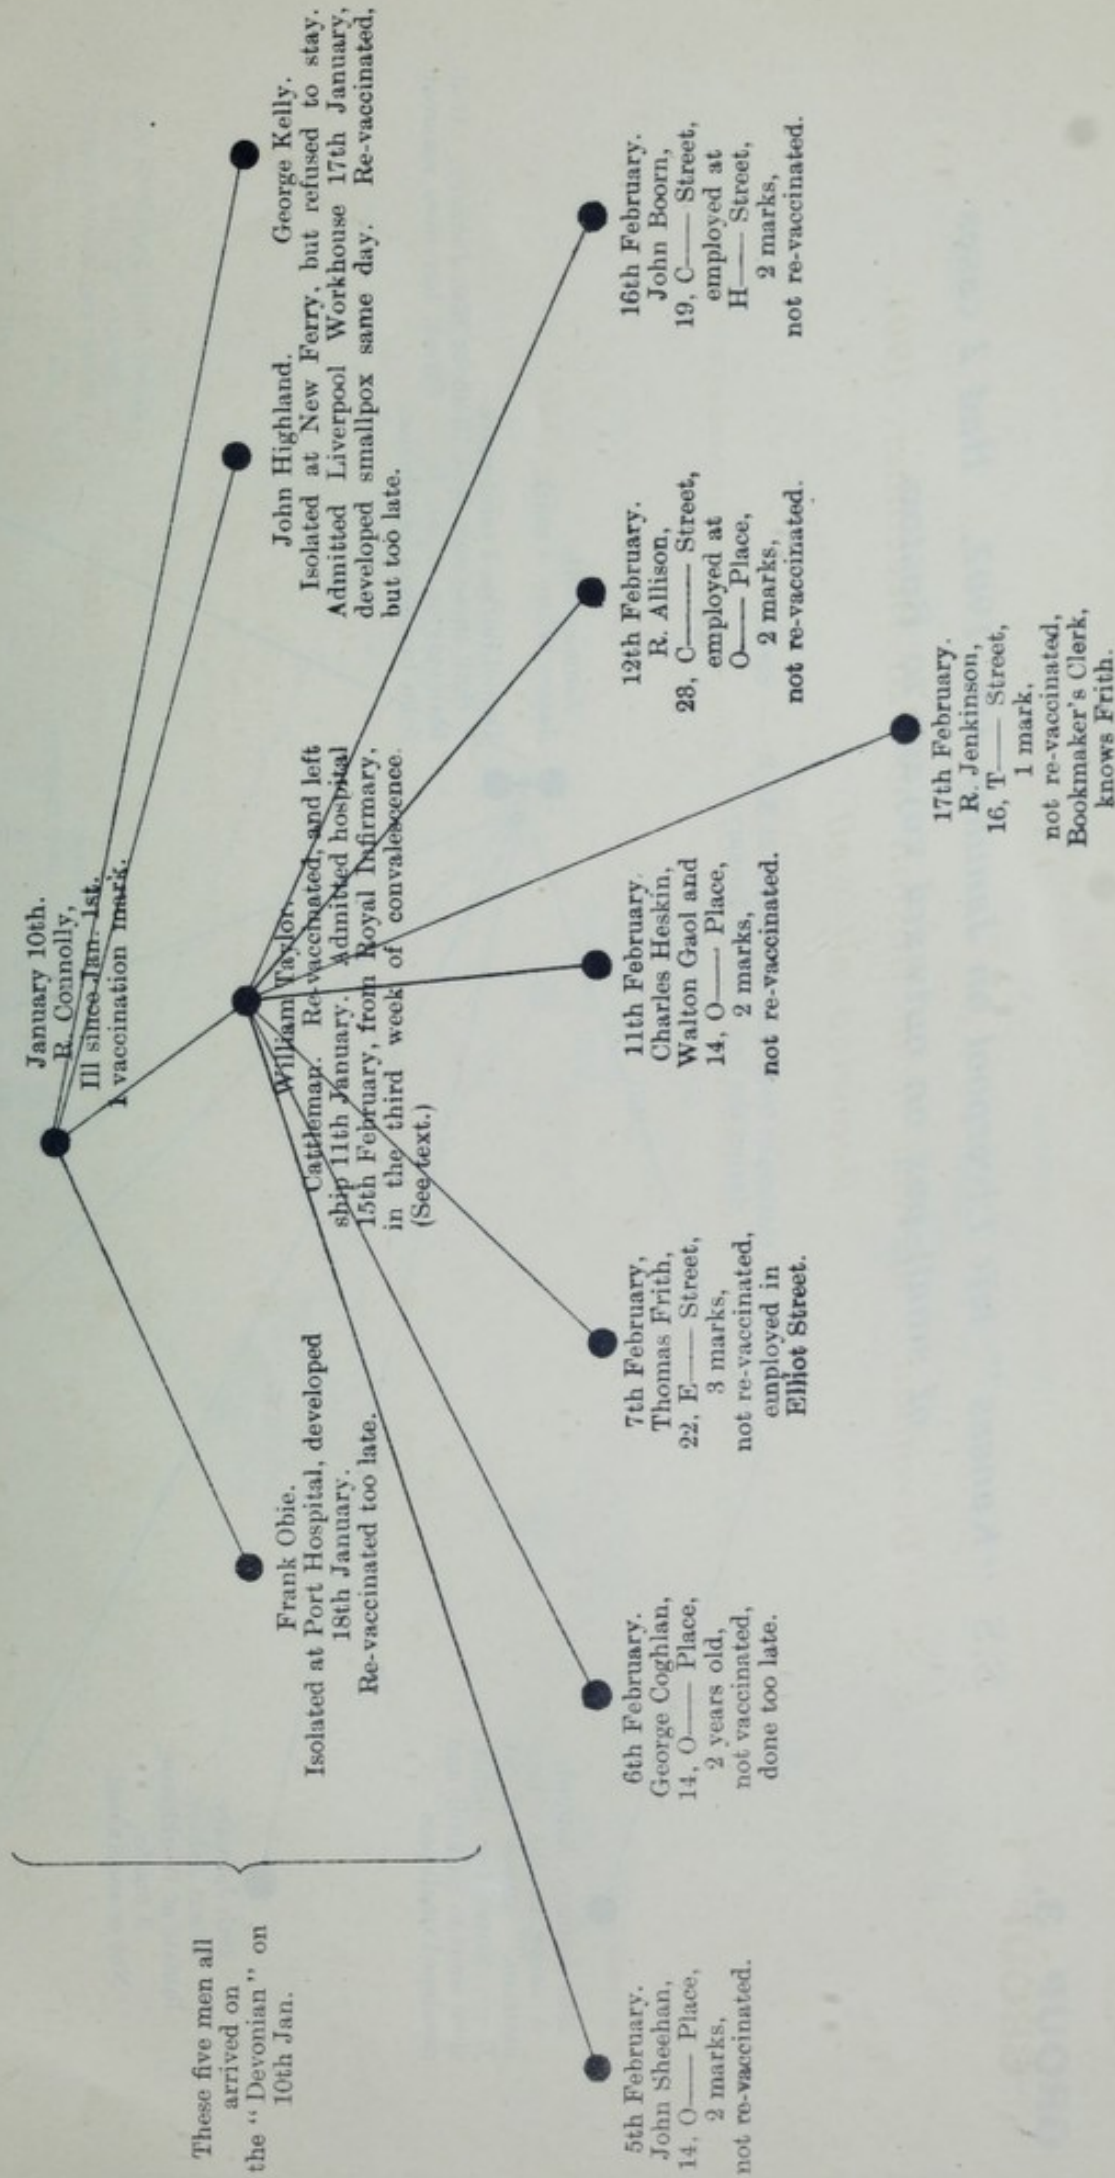 January 10th.
R. Connolly,
Ill since Jan. 1st.
1 vaccination mark.
These five men all
arrived on
the "Devonian" on
10th Jan.
Frank Obie.
Isolated at Port Hospital, developed
18th January.
Re-vaccinated too late.
William Taylor.
Cattleman. Re-vaccinated, and left
ship 11th January. Admitted hospital
15th February, from Royal Infirmary,
in the third week of convalescence.
(See text.)
John Highland. George Kelly.
Isolated at New Ferry, but refused to stay.
Admitted Liverpool Workhouse 17th January,
developed smallpox same day. Re-vaccinated,
but too late.
5th February.
John Sheehan,
14, O—— Place,
2 marks,
not re-vaccinated.
6th February.
George Coghlan,
14, O—— Place,
2 years old,
not vaccinated,
done too late.
7th February,
Thomas Frith,
22, E—— Street,
3 marks,
not re-vaccinated,
employed in
Elliot Street.
11th February.
Charles Heskin,
Walton Gaol and
14, O—— Place,
2 marks,
not re-vaccinated.
12th February.
R. Allison,
23, C—— Street,
employed at
O—— Place,
2 marks,
not re-vaccinated.
16th February.
John Boorn,
19, C—— Street,
employed at
H—— Street,
2 marks,
not re-vaccinated.
17th February.
R. Jenkinson,
16, T—— Street,
1 mark,
not re-vaccinated,
Bookmaker's Clerk,
knows Frith.